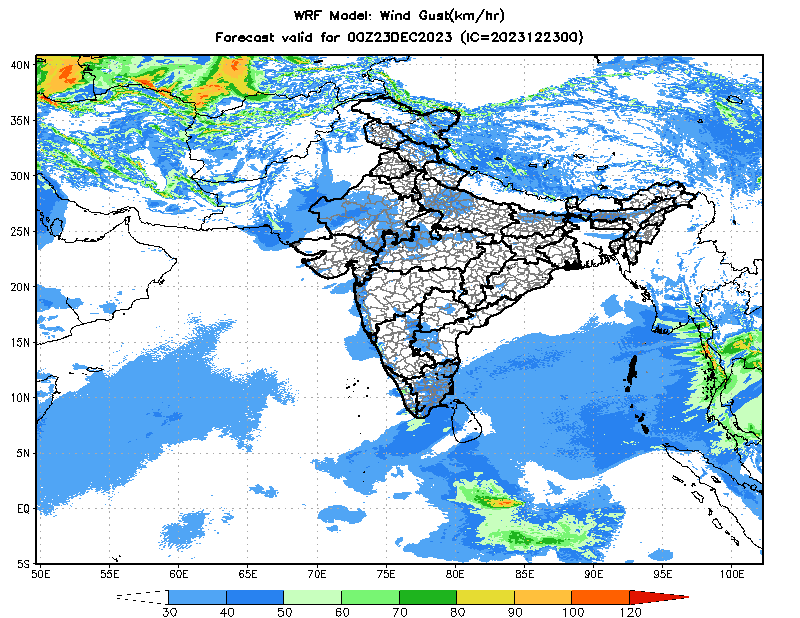 WRF Model: Wind Gust(km/hr)
Forecast valid for 00Z23DEC2023 (IC=2023122300)
40N
35N
30N
25N
20N
15N
10N
5N
EQ
5S
50E 55E 60E 65E 70E 75E 80E 85E 90E 95E 100E
30 40 50 60 70 80 90 100 120